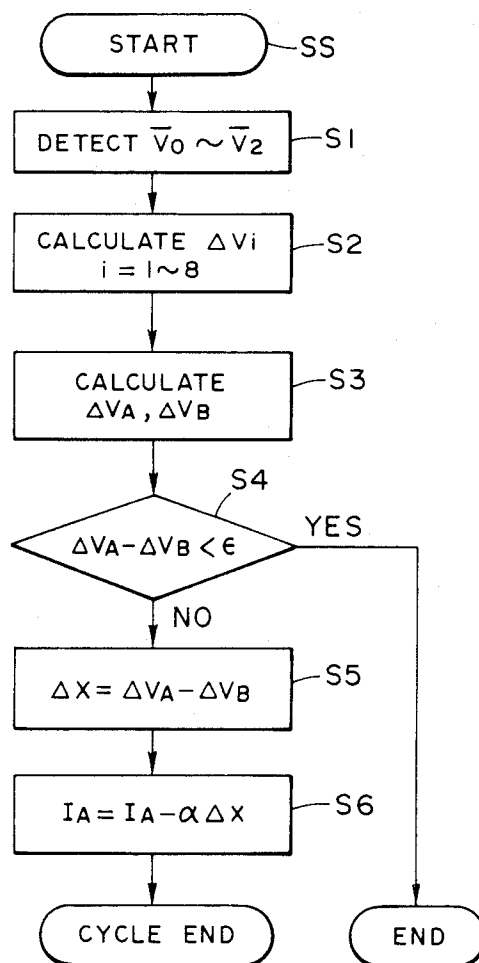 START
SS
DETECT V̅0 ~ V̅2
S1
CALCULATE ΔVi
i = 1~8
S2
CALCULATE
ΔVA, ΔVB
S3
S4
ΔVA-ΔVB<ϵ
YES
NO
ΔX = ΔVA-ΔVB
S5
IA= IA-αΔX
S6
CYCLE END
END